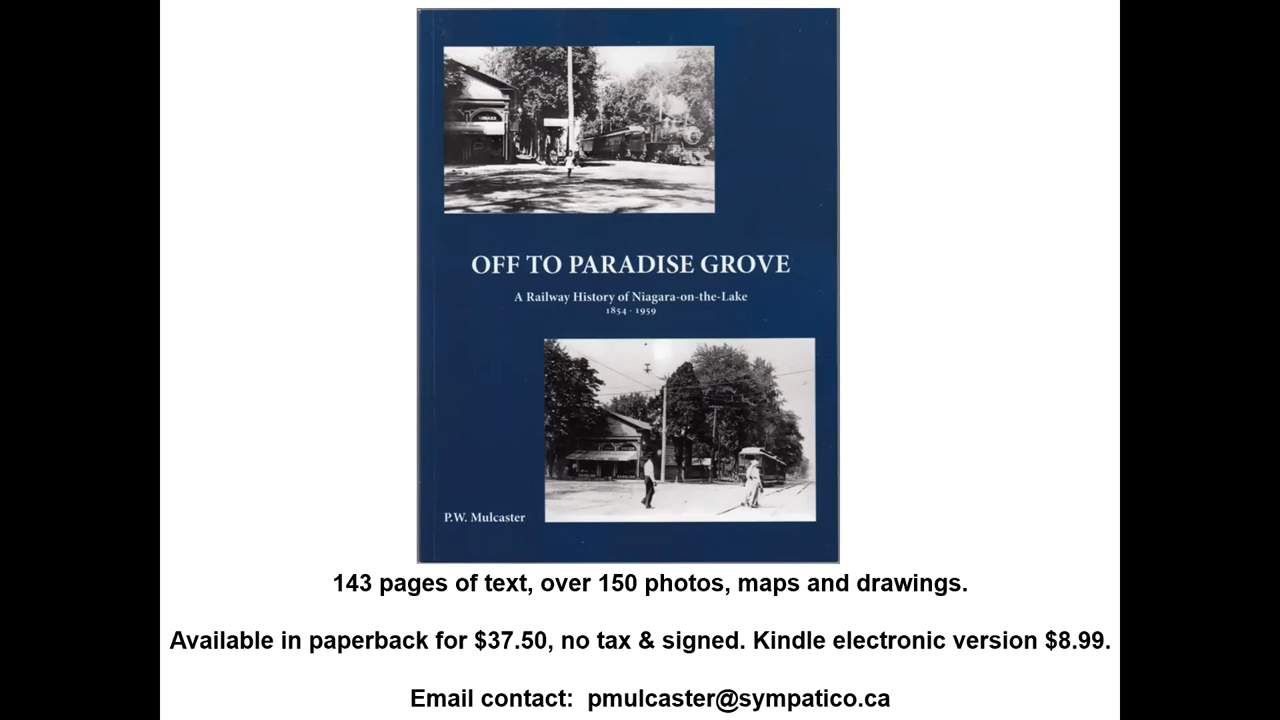 OFF TO PARADISE GROVE
A Railway History of Niagara-on-the-Lake
1854 - 1959
P.W. Mulcaster
143 pages of text, over 150 photos, maps and drawings.
Available in paperback for $37.50, no tax & signed. Kindle electronic version $8.99.
Email contact:  pmulcaster@sympatico.ca